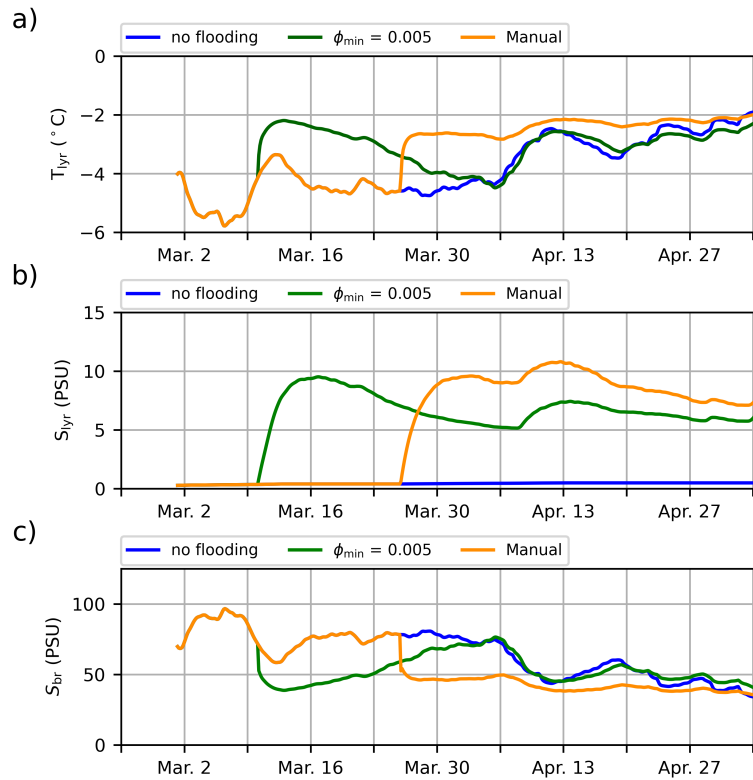 a)
no flooding ϕmin = 0.005 Manual
0
−2
−4
−6
Tlyr (°C)
Mar. 2 Mar. 16 Mar. 30 Apr. 13 Apr. 27
b)
no flooding ϕmin = 0.005 Manual
15
10
5
0
Slyr (PSU)
Mar. 2 Mar. 16 Mar. 30 Apr. 13 Apr. 27
c)
no flooding ϕmin = 0.005 Manual
100
50
0
Sbr (PSU)
Mar. 2 Mar. 16 Mar. 30 Apr. 13 Apr. 27